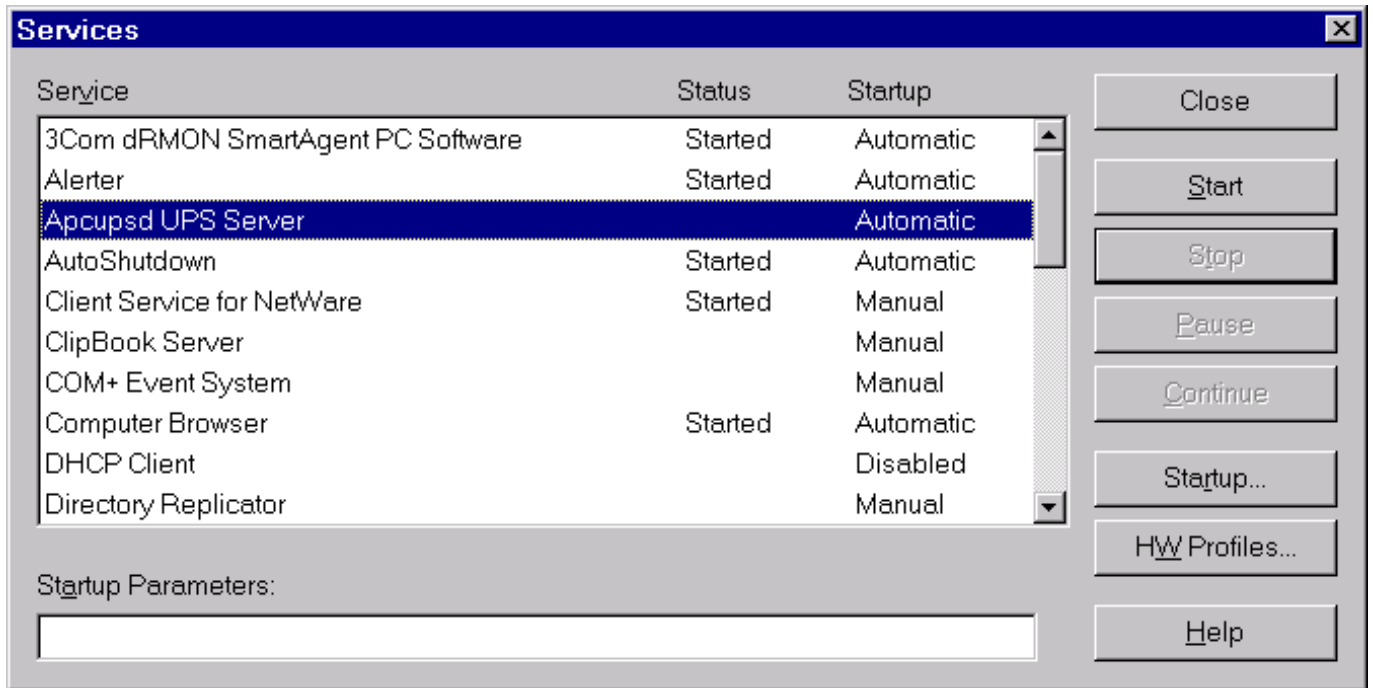 Services
Service Status Startup
3Com dRMON SmartAgent PC Software Started Automatic
Alerter Started Automatic
Apcupsd UPS Server Automatic
AutoShutdown Started Automatic
Client Service for NetWare Started Manual
ClipBook Server Manual
COM+ Event System Manual
Computer Browser Started Automatic
DHCP Client Disabled
Directory Replicator Manual
Startup Parameters:
Close
Start
Stop
Pause
Continue
Startup...
HW Profiles...
Help